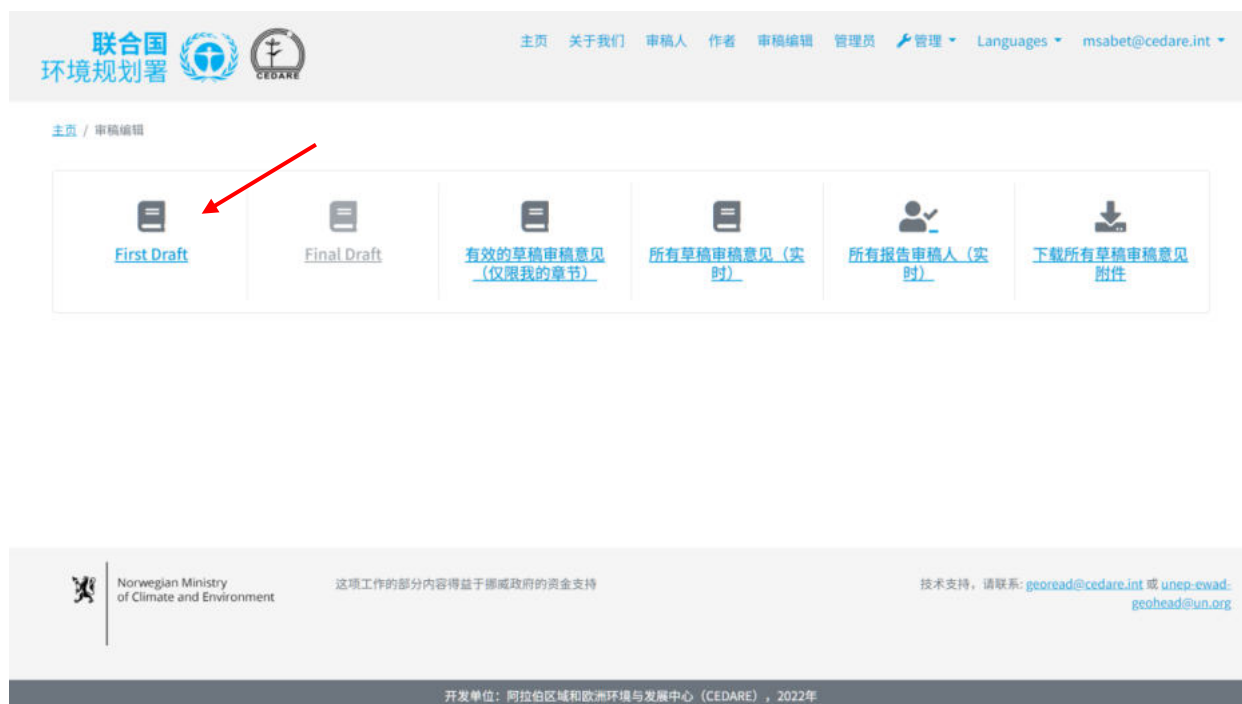 联合国
环境规划署
CEDARE
主页 关于我们 审稿人 作者 审稿编辑 管理员 管理 Languages msabet@cedare.int
主页 / 审稿编辑
First Draft
Final Draft
有效的草稿审稿意见
（仅限我的章节）
所有草稿审稿意见（实
时）
所有报告审稿人（实
时）
下载所有草稿审稿意见
附件
Norwegian Ministry
of Climate and Environment
这项工作的部分内容得益于挪威政府的资金支持
技术支持，请联系: georead@cedare.int 或 unep-ewad-
geohead@un.org
开发单位：阿拉伯区域和欧洲环境与发展中心（CEDARE），2022年